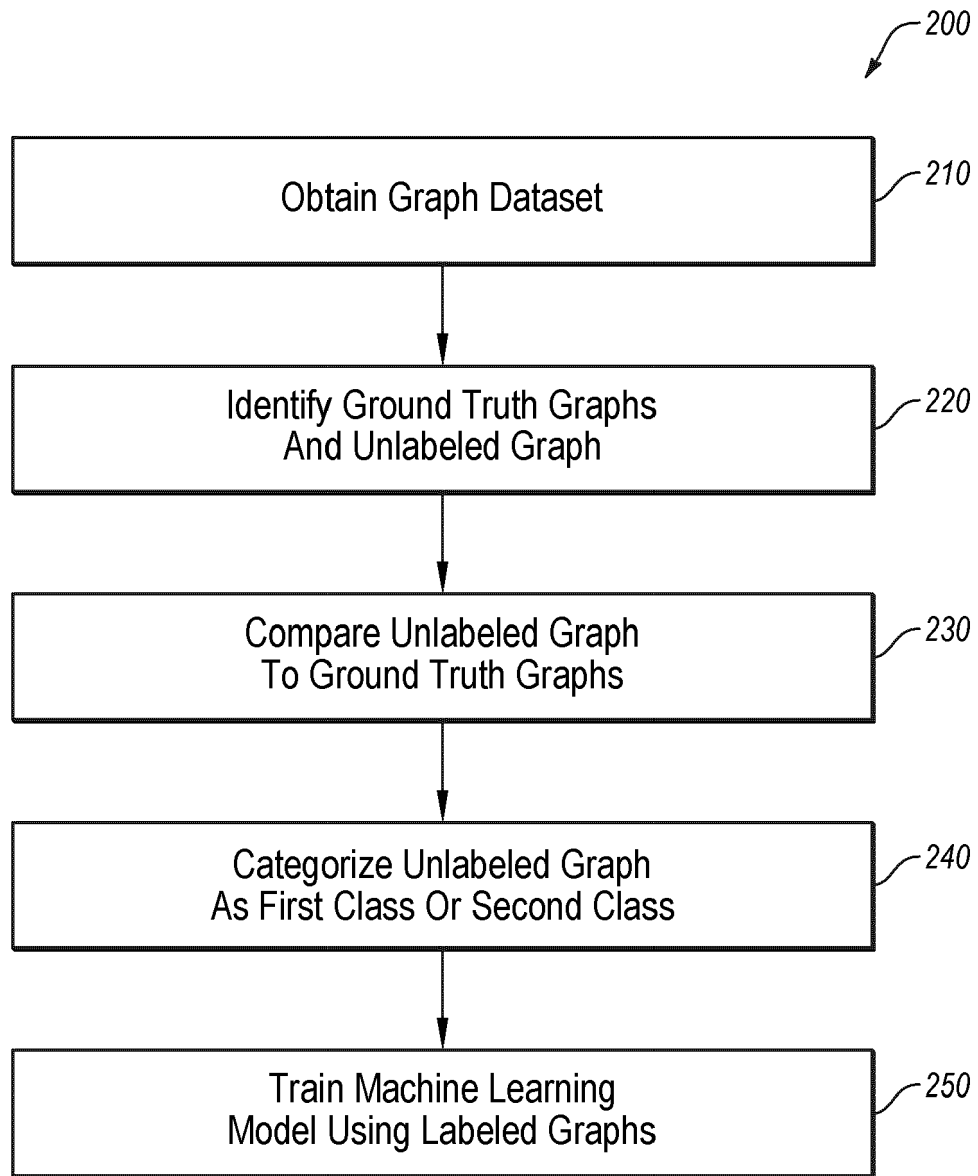 200
Obtain Graph Dataset
210
Identify Ground Truth Graphs
And Unlabeled Graph
220
Compare Unlabeled Graph
To Ground Truth Graphs
230
Categorize Unlabeled Graph
As First Class Or Second Class
240
Train Machine Learning
Model Using Labeled Graphs
250